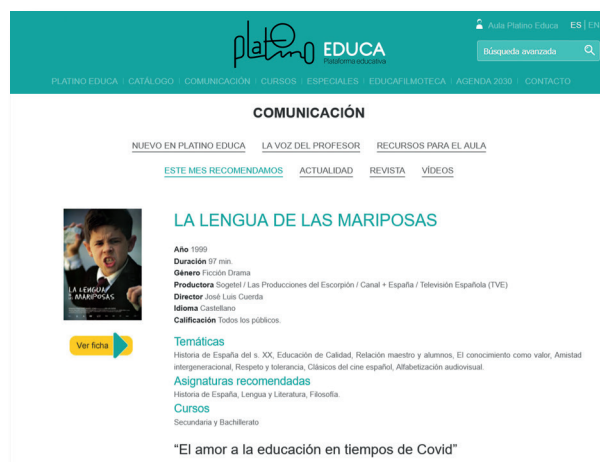 Aula Platino Educa ES | EN
platino EDUCA
Plataforma educativa
Búsqueda avanzada
PLATINO EDUCA | CATÁLOGO | COMUNICACIÓN | CURSOS | ESPECIALES | EDUCAFILMOTECA | AGENDA 2030 | CONTACTO
COMUNICACIÓN
NUEVO EN PLATINO EDUCA LA VOZ DEL PROFESOR RECURSOS PARA EL AULA
ESTE MES RECOMENDAMOS ACTUALIDAD REVISTA VÍDEOS
LA LENGUA DE LAS MARIPOSAS
Año 1999
Duración 97 min.
Género Ficción Drama
Productora Sogetel / Las Producciones del Escorpión / Canal + España / Televisión Española (TVE)
Director José Luis Cuerda
Idioma Castellano
Calificación Todos los públicos.
LA LENGUA
DE LAS MARIPOSAS
Ver ficha
Temáticas
Historia de España del s. XX, Educación de Calidad, Relación maestro y alumnos, El conocimiento como valor, Amistad
intergeneracional, Respeto y tolerancia, Clásicos del cine español, Alfabetización audiovisual.
Asignaturas recomendadas
Historia de España, Lengua y Literatura, Filosofía.
Cursos
Secundaria y Bachillerato
“El amor a la educación en tiempos de Covid”